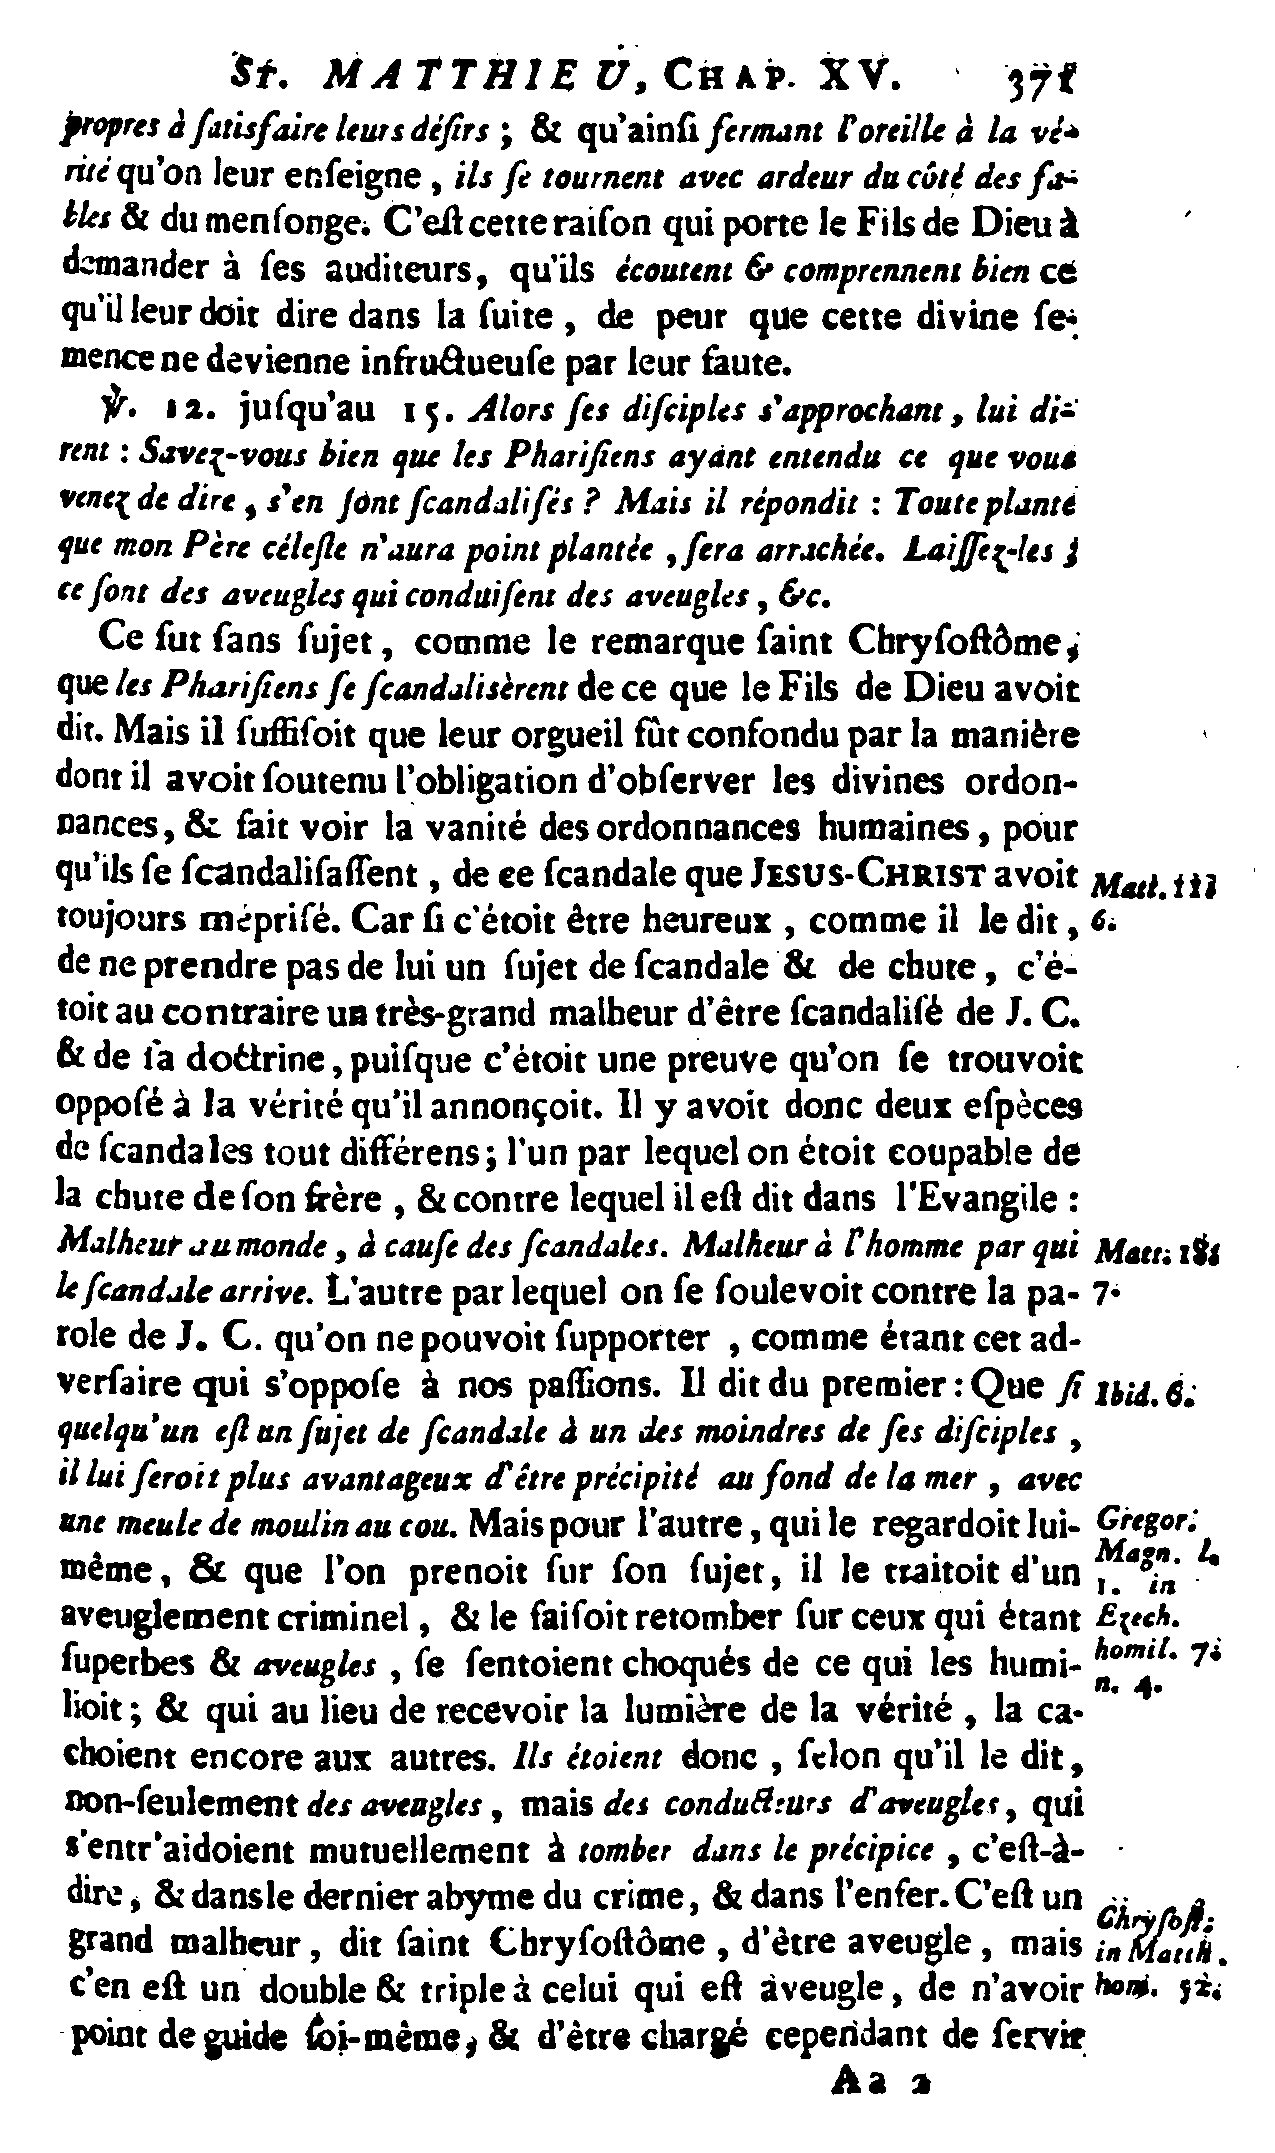 St. MATTHIEU, CHAP. XV. 371
propres à ſatisfaire leurs déſirs ; & qu'ainſi fermant l'oreille à la vé-
rité qu'on leur enſeigne, ils ſe tournent avec ardeur du côté des fa-
bles & du menſonge. C'eſt cette raiſon qui porte le Fils de Dieu à
demander à ſes auditeurs, qu'ils écoutent & comprennent bien ce
qu'il leur doit dire dans la ſuite, de peur que cette divine ſe-
mence ne devienne infructueuſe par leur faute.
℣. 12. juſqu'au 15. Alors ſes diſciples s'approchant, lui di-
rent : Savez-vous bien que les Phariſiens ayant entendu ce que vous
venez de dire, s'en ſont ſcandaliſés ? Mais il répondit : Toute plante
que mon Père céleſte n'aura point plantée, ſera arrachée. Laiſſez-les ;
ce ſont des aveugles qui conduiſent des aveugles, &c.
Ce fut ſans ſujet, comme le remarque ſaint Chryſoſtôme,
que les Phariſiens ſe ſcandalisèrent de ce que le Fils de Dieu avoit
dit. Mais il ſuffiſoit que leur orgueil fût confondu par la manière
dont il avoit ſoutenu l'obligation d'obſerver les divines ordon-
nances, & fait voir la vanité des ordonnances humaines, pour
qu'ils ſe ſcandaliſaſſent, de ce ſcandale que JESUS-CHRIST avoit
toujours mépriſé. Car ſi c'étoit être heureux, comme il le dit,
Matt. 111
6.
de ne prendre pas de lui un ſujet de ſcandale & de chute, c'é-
toit au contraire un très-grand malheur d'être ſcandaliſé de J. C.
& de ſa doctrine, puiſque c'étoit une preuve qu'on ſe trouvoit
oppoſé à la vérité qu'il annonçoit. Il y avoit donc deux eſpèces
de ſcandales tout différens ; l'un par lequel on étoit coupable de
la chute de ſon frère, & contre lequel il eſt dit dans l'Evangile :
Malheur au monde, à cauſe des ſcandales. Malheur à l'homme par qui
le ſcandale arrive. L'autre par lequel on ſe ſoulevoit contre la pa-
Matt. 18.
7.
role de J. C. qu'on ne pouvoit ſupporter, comme étant cet ad-
verſaire qui s'oppoſe à nos paſſions. Il dit du premier : Que ſi
Ibid. 6.
quelqu'un eſt un ſujet de ſcandale à un des moindres de ſes diſciples,
il lui ſeroit plus avantageux d'être précipité au fond de la mer, avec
une meule de moulin au cou. Mais pour l'autre, qui le regardoit lui-
même, & que l'on prenoit ſur ſon ſujet, il le traitoit d'un
aveuglement criminel, & le faiſoit retomber ſur ceux qui étant
ſuperbes & aveugles, ſe ſentoient choqués de ce qui les humi-
lioit ; & qui au lieu de recevoir la lumière de la vérité, la ca-
Gregor.
Magn. l.
1. in
Ezech.
homil. 7.
n. 4.
choient encore aux autres. Ils étoient donc, ſelon qu'il le dit,
non-ſeulement des aveugles, mais des conducteurs d'aveugles, qui
s'entr'aidoient mutuellement à tomber dans le précipice, c'eſt-à-
dire, & dans le dernier abyme du crime, & dans l'enfer. C'eſt un
grand malheur, dit ſaint Chryſoſtôme, d'être aveugle, mais
c'en eſt un double & triple à celui qui eſt aveugle, de n'avoir
Chryſoſt.
in Matth.
hom. 52.
point de guide ſoi-même, & d'être chargé cependant de ſervir
Aa 2